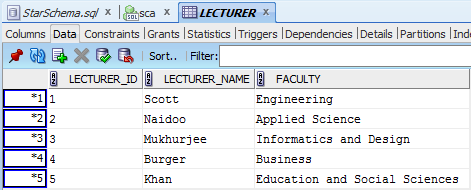 StarSchema.sql sca LECTURER
Columns Data Constraints Grants Statistics Triggers Dependencies Details Partitions Inde
Sort.. Filter:
LECTURER_ID LECTURER_NAME FACULTY
*1 1 Scott Engineering
*2 2 Naidoo Applied Science
*3 3 Mukhurjee Informatics and Design
*4 4 Burger Business
*5 5 Khan Education and Social Sciences